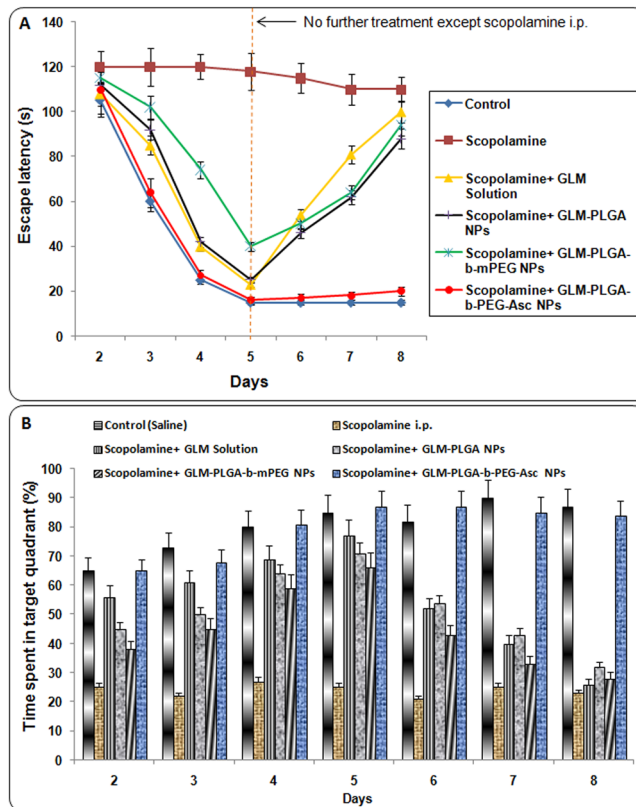 A
No further treatment except scopolamine i.p.
140
120
100
80
60
40
20
0
Escape latency (s)
2 3 4 5 6 7 8
Days
Control
Scopolamine
Scopolamine+ GLM
Solution
Scopolamine+ GLM-PLGA
NPs
Scopolamine+ GLM-PLGA-
b-mPEG NPs
Scopolamine+ GLM-PLGA-
b-PEG-Asc NPs
B
Control (Saline) Scopolamine i.p.
Scopolamine+ GLM Solution Scopolamine+ GLM-PLGA NPs
Scopolamine+ GLM-PLGA-b-mPEG NPs Scopolamine+ GLM-PLGA-b-PEG-Asc NPs
100
90
80
70
60
50
40
30
20
10
0
Time spent in target quadrant (%)
2 3 4 5 6 7 8
Days